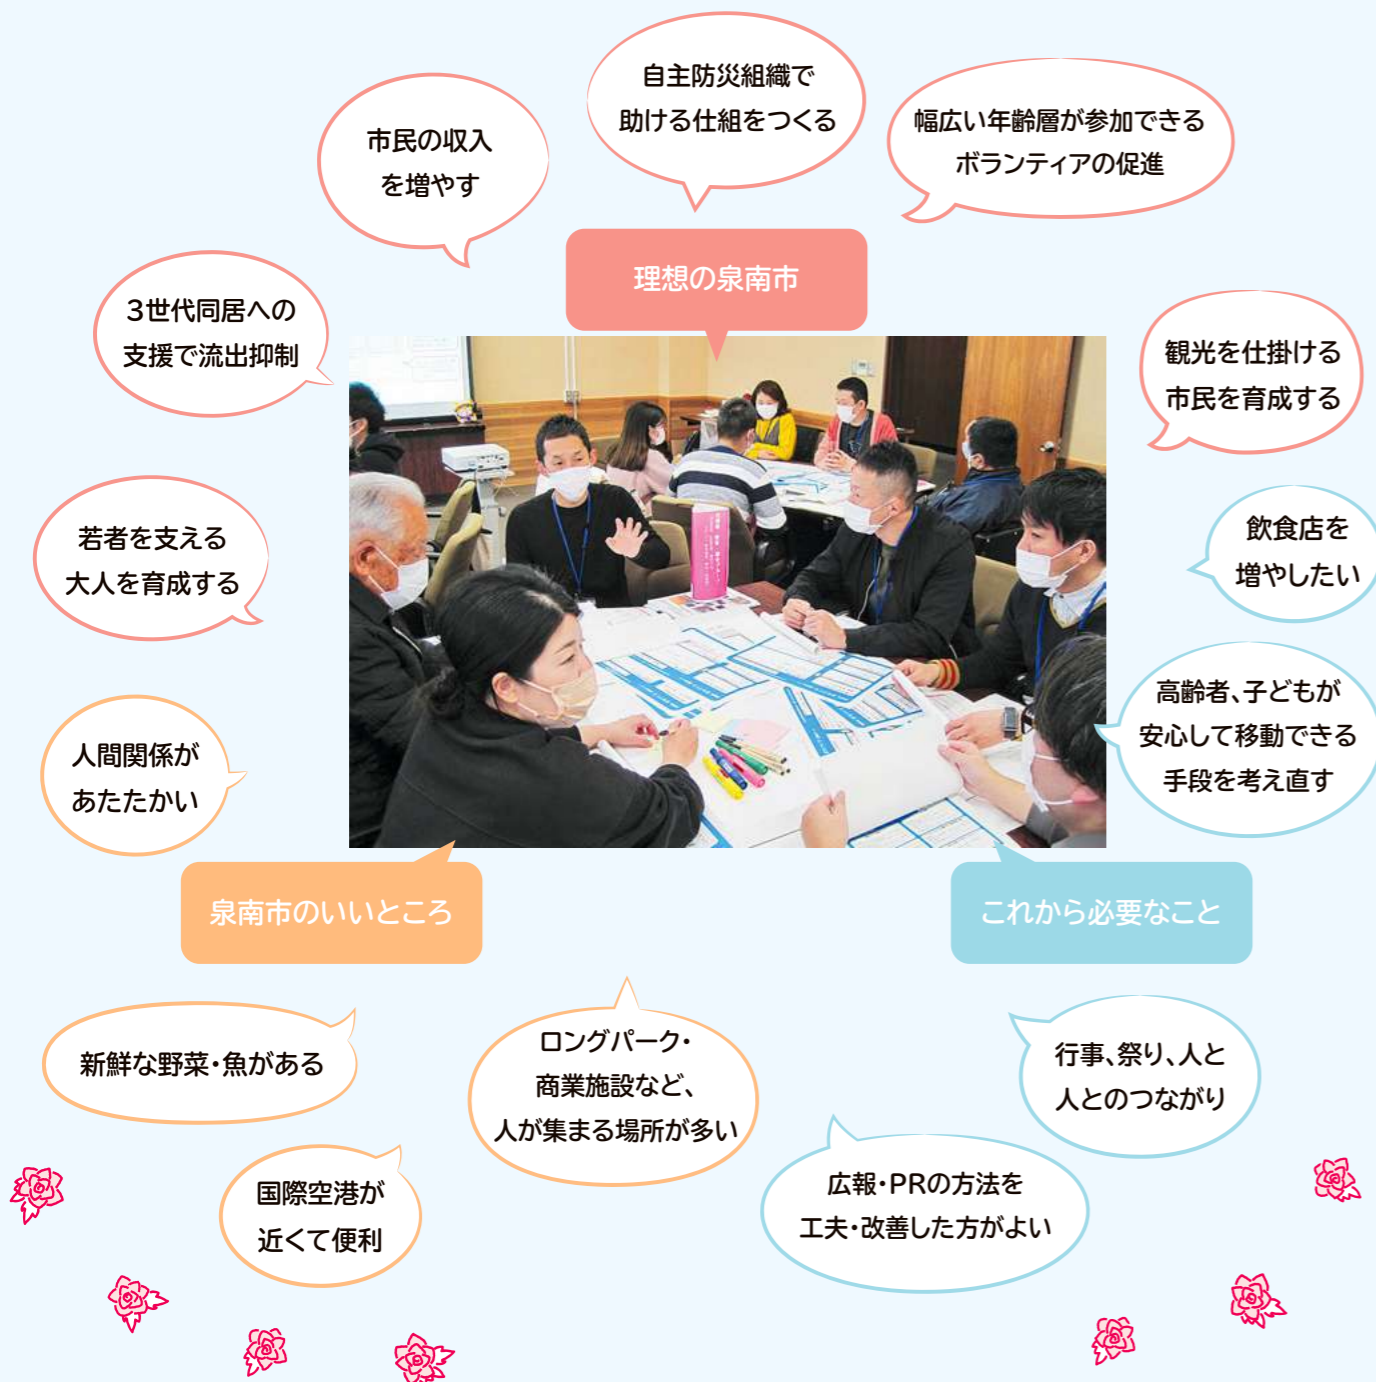 自主防災組織で
助ける仕組をつくる
市民の収入
を増やす
幅広い年齢層が参加できる
ボランティアの促進
理想の泉南市
3世代同居への
支援で流出抑制
観光を仕掛ける
市民を育成する
若者を支える
大人を育成する
飲食店を
増やしたい
高齢者、子どもが
安心して移動できる
手段を考え直す
人間関係が
あたたかい
泉南市のいいところ
これから必要なこと
新鮮な野菜・魚がある
ロングパーク・
商業施設など、
人が集まる場所が多い
行事、祭り、人と
人とのつながり
国際空港が
近くて便利
広報・PRの方法を
工夫・改善した方がよい